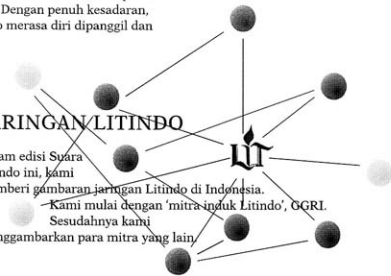 Dengan penuh kesadaran,
merasa diri dipanggil dan
ARINGAN LITINDO
am edisi Suara
ndo ini, kami
mberi gambaran jaringan Litindo di Indonesia.
Kami mulai dengan 'mitra induk Litindo', GGRI.
Sesudahnya kami
nggambarkan para mitra yang lain.
LIT